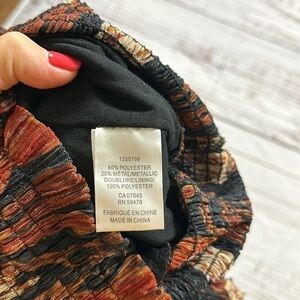 1255798
80% POLYESTER
20% METAL/METALLIC
DOUBLURE/LINING:
100% POLYESTER
CA 07043
RN 59478
FABRIQUÉ EN CHINE
MADE IN CHINA